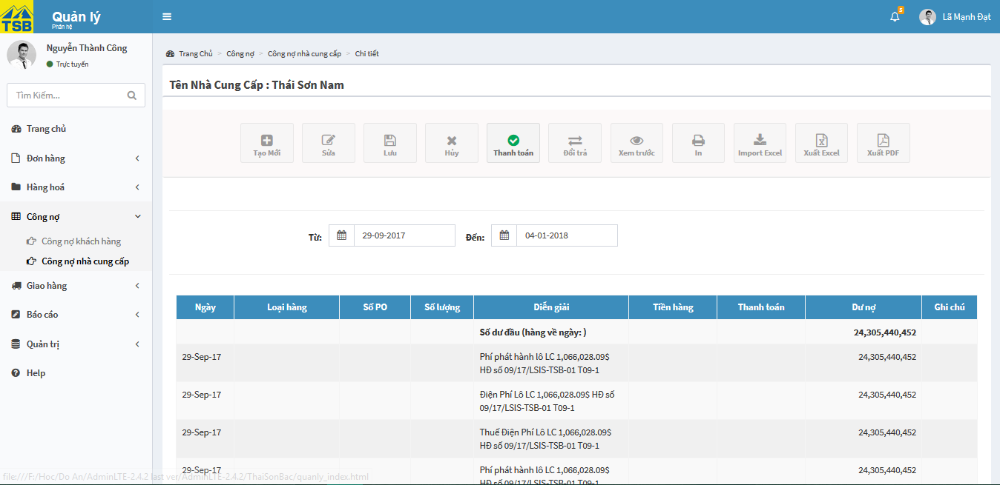 TSB
Quản lý
Phân hệ
5
Lã Mạnh Đạt
Nguyễn Thành Công
Trực tuyến
Tìm Kiếm...
Trang chủ
Đơn hàng
Hàng hoá
Công nợ
Công nợ khách hàng
Công nợ nhà cung cấp
Giao hàng
Báo cáo
Quản trị
Help
Trang Chủ > Công nợ > Công nợ nhà cung cấp > Chi tiết
Tên Nhà Cung Cấp : Thái Sơn Nam
Tạo Mới Sửa Lưu Hủy Thanh toán Đổi trả Xem trước In Import Excel Xuất Excel Xuất PDF
Từ: 29-09-2017 Đến: 04-01-2018
Ngày Loại hàng Số PO Số lượng Diễn giải Tiền hàng Thanh toán Dư nợ Ghi chú
Số dư đầu (hàng về ngày: ) 24,305,440,452
29-Sep-17 Phí phát hành lô LC 1,066,028.09$ 24,305,440,452
HĐ số 09/17/LSIS-TSB-01 T09-1
29-Sep-17 Điện Phí Lô LC 1,066,028.09$ HĐ số 24,305,440,452
09/17/LSIS-TSB-01 T09-1
29-Sep-17 Thuế Điện Phí Lô LC 1,066,028.09$ 24,305,440,452
HĐ số 09/17/LSIS-TSB-01 T09-1
29-Sep-17 Phí phát hành lô LC 1,066,028.09$ 24,305,440,452
HĐ số 09/17/LSIS-TSB-01 T09-1
file:///F:/Hoc/Do An/AdminLTE-2.4.2 last ver/AdminLTE-2.4.2/ThaiSonBac/quanly_index.html